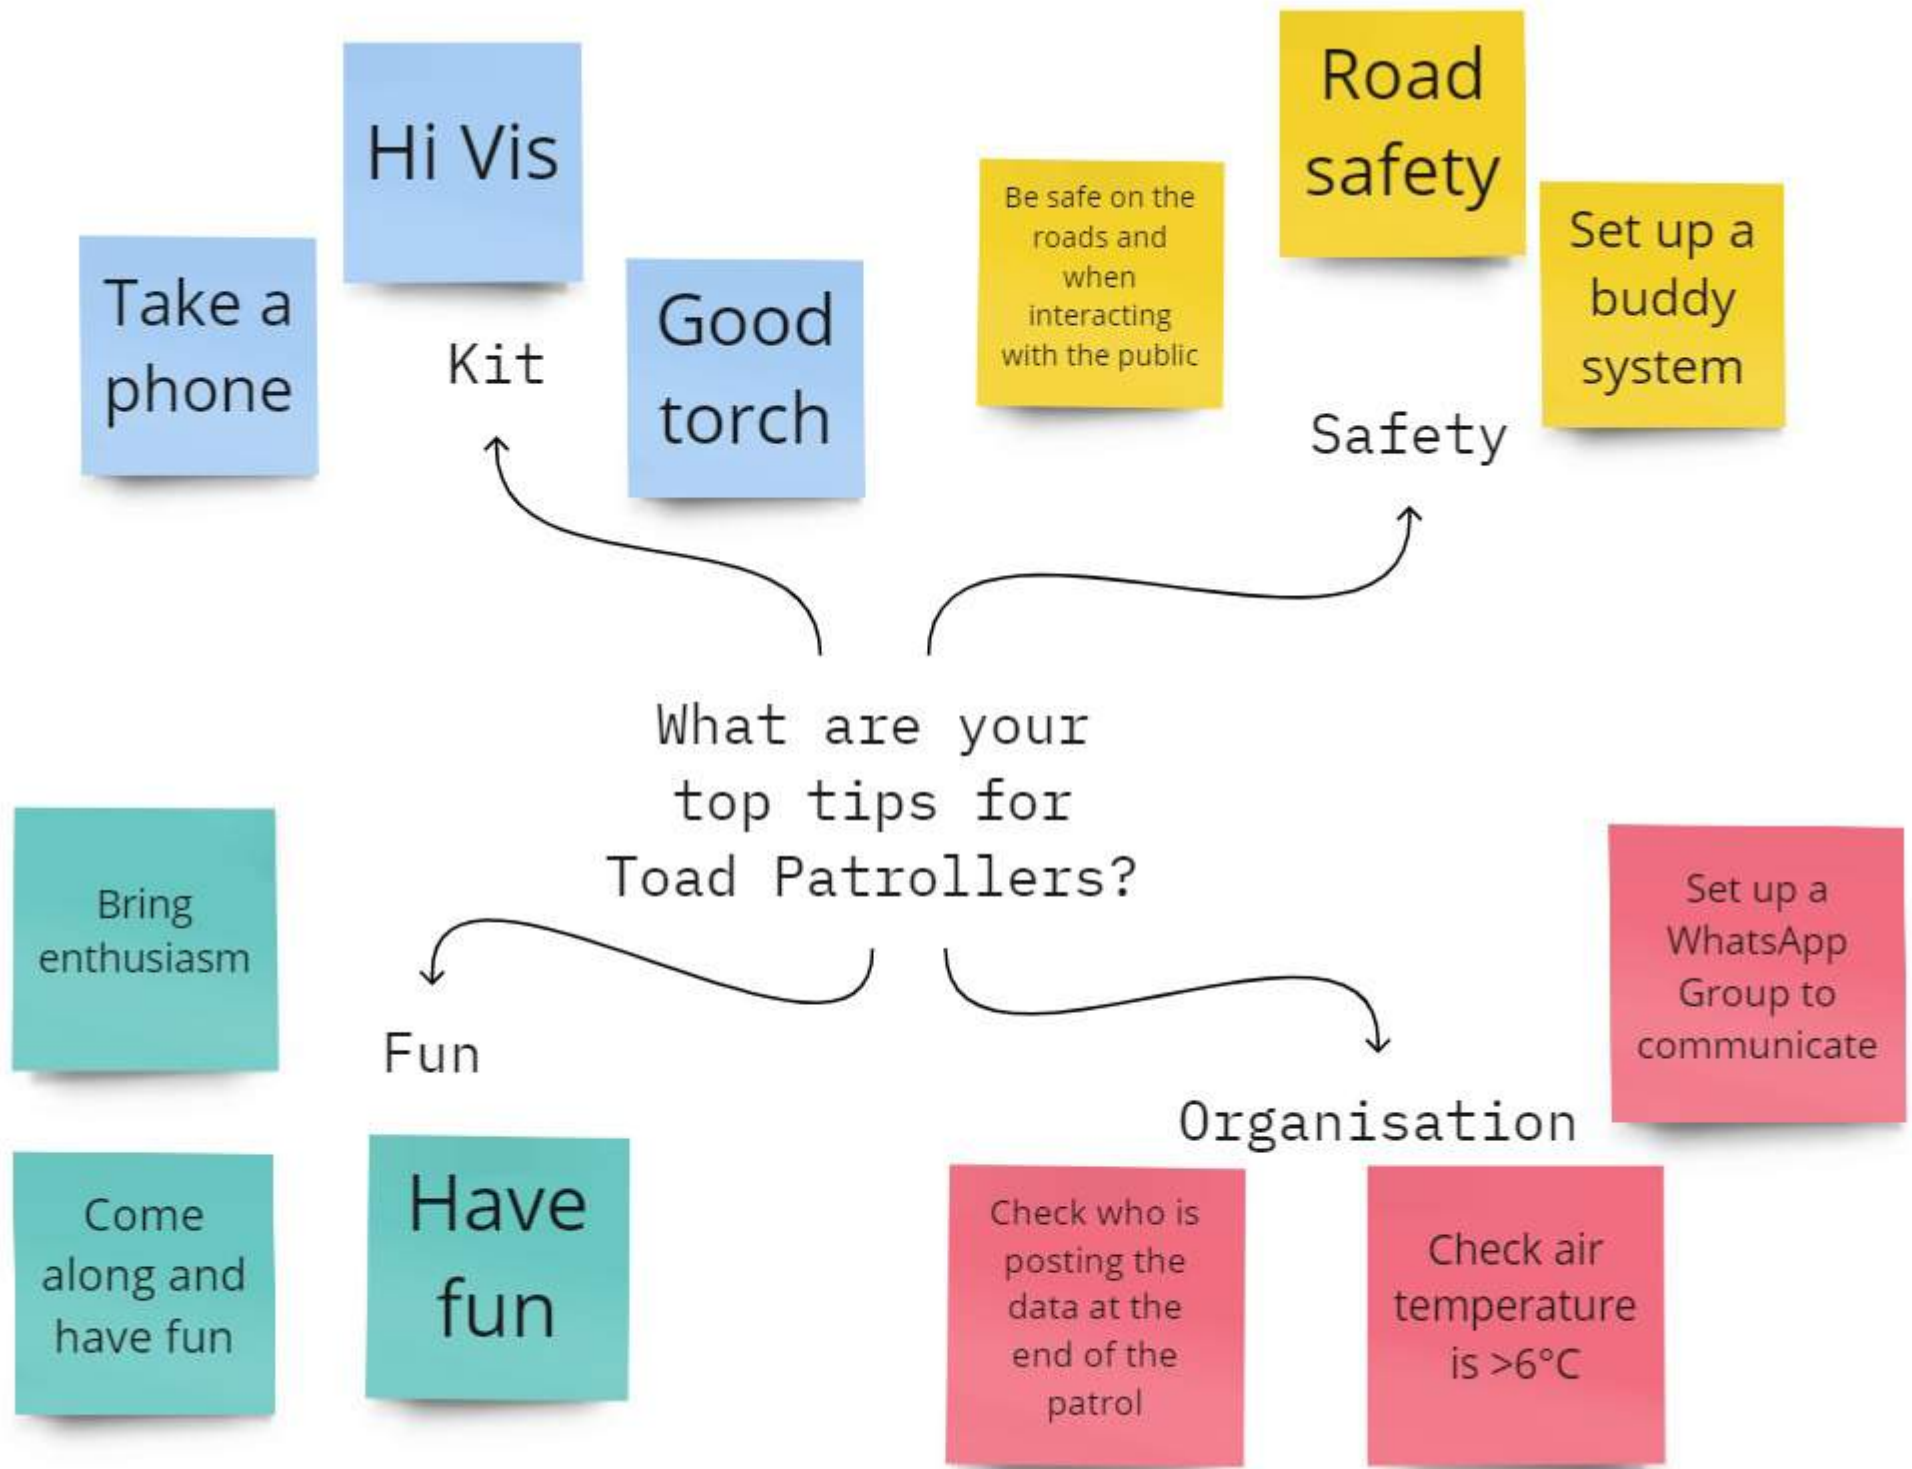 Take a
phone
Hi Vis
Good
torch
Kit
Be safe on the
roads and
when
interacting
with the public
Road
safety
Set up a
buddy
system
Safety
What are your
top tips for
Toad Patrollers?
Bring
enthusiasm
Fun
Come
along and
have fun
Have
fun
Set up a
WhatsApp
Group to
communicate
Organisation
Check who is
posting the
data at the
end of the
patrol
Check air
temperature
is >6°C